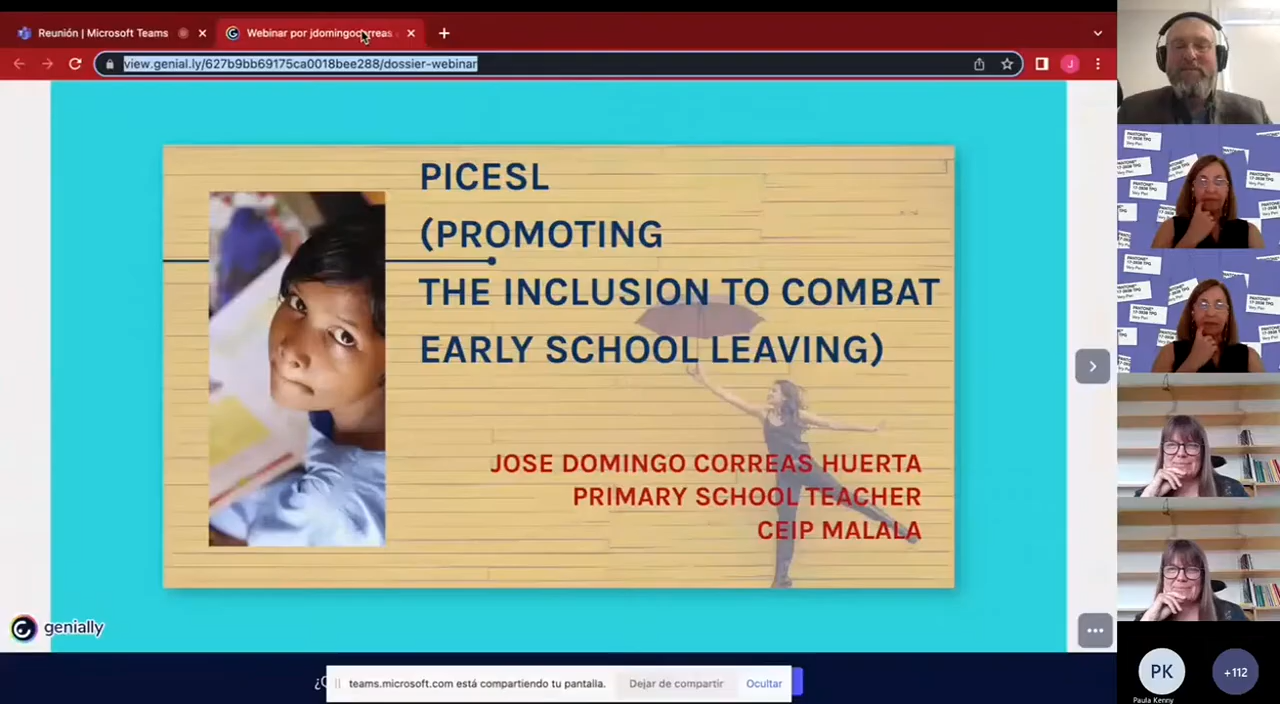 Reunión | Microsoft Teams
Webinar por jdomingocorreas
view.genial.ly/627b9bb69175ca0018bee288/dossier-webinar
J
PICESL
(PROMOTING
THE INCLUSION TO COMBAT
EARLY SCHOOL LEAVING)
JOSE DOMINGO CORREAS HUERTA
PRIMARY SCHOOL TEACHER
CEIP MALALA
genially
teams.microsoft.com está compartiendo tu pantalla.
Dejar de compartir
Ocultar
PK
Paula Kenny
+112